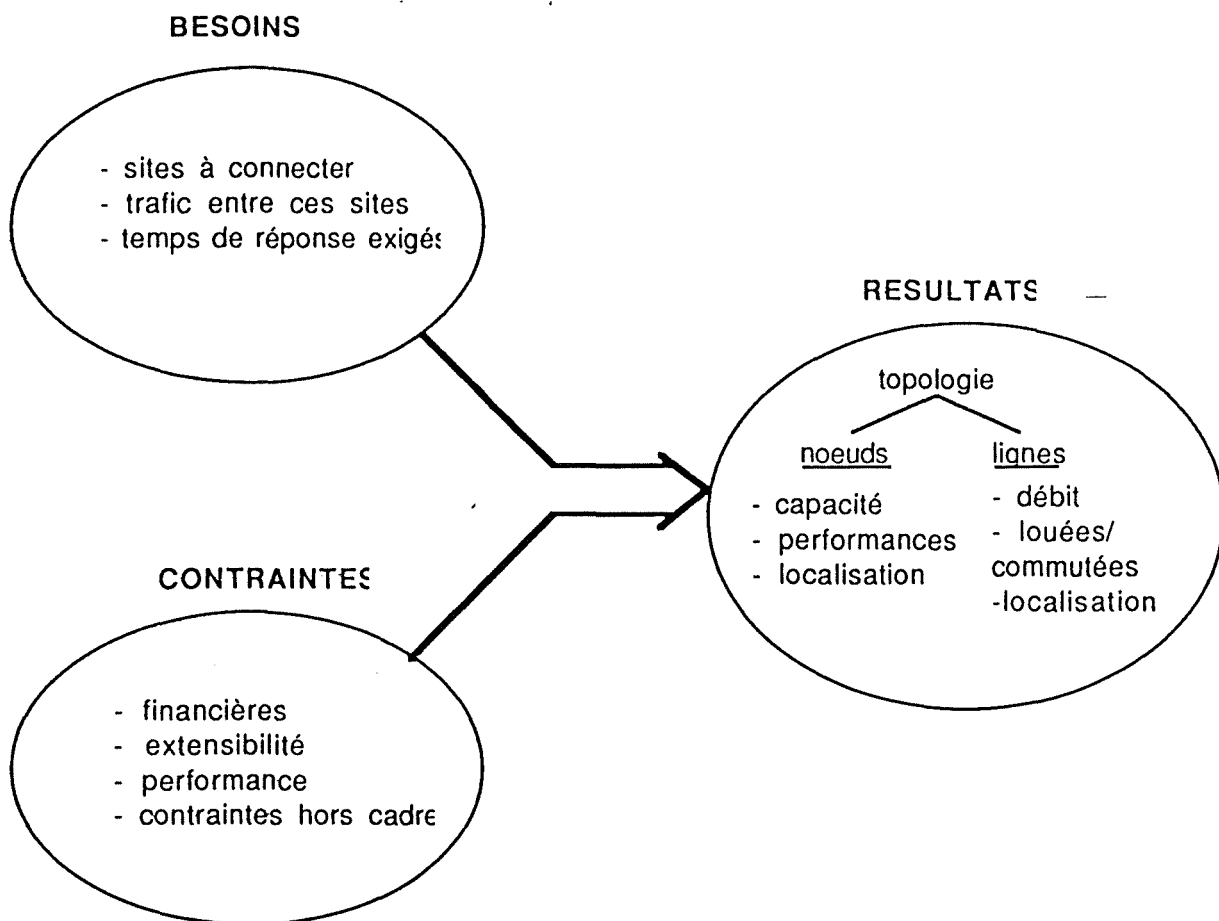 BESOINS
- sites à connecter
- trafic entre ces sites
- temps de réponse exigés
RESULTATS
topologie
noeuds
- capacité
- performances
- localisation
lignes
- débit
- louées/
commutées
-localisation
CONTRAINTES
- financières
- extensibilité
- performance
- contraintes hors cadre